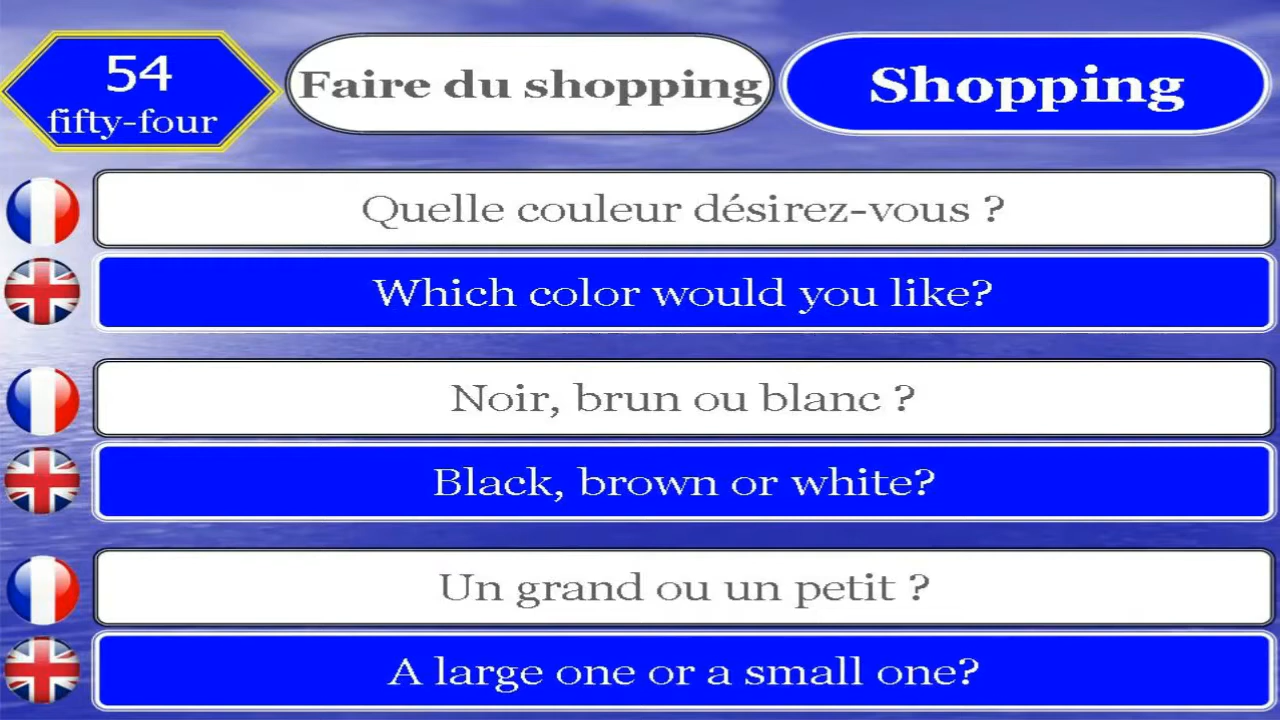 54
fifty-four
Faire du shopping
Shopping
Quelle couleur désirez-vous ?
Which color would you like?
Noir, brun ou blanc ?
Black, brown or white?
Un grand ou un petit ?
A large one or a small one?